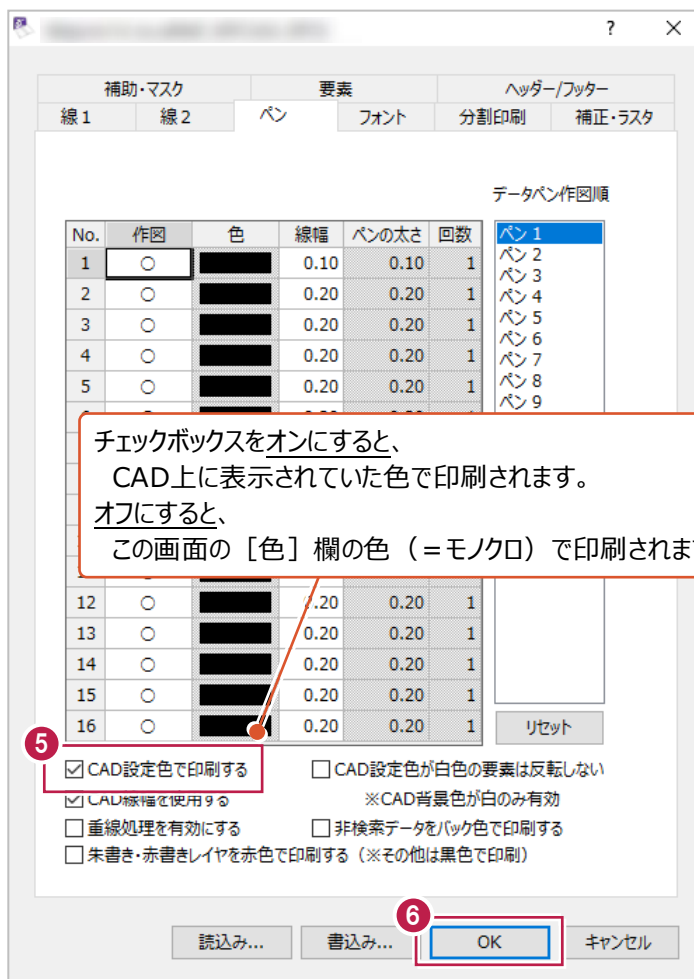 ?
補助・マスク 要素 ヘッダー/フッター
線1 線2 ペン フォント 分割印刷 補正・ラスタ
データペン作図順
No. 作図 色 線幅 ペンの太さ 回数
1 ○ 0.10 0.10 1
2 ○ 0.20 0.20 1
3 ○ 0.20 0.20 1
4 ○ 0.20 0.20 1
5 ○ 0.20 0.20 1
ペン 1
ペン 2
ペン 3
ペン 4
ペン 5
ペン 6
ペン 7
ペン 8
ペン 9
チェックボックスをオンにすると、
CAD上に表示されていた色で印刷されます。
オフにすると、
この画面の［色］欄の色（＝モノクロ）で印刷されます
12 ○ 0.20 0.20 1
13 ○ 0.20 0.20 1
14 ○ 0.20 0.20 1
15 ○ 0.20 0.20 1
16 ○ 0.20 0.20 1
リセット
5
CAD設定色で印刷する CAD設定色が白色の要素は反転しない
CAD線幅を使用する ※CAD背景色が白のみ有効
重線処理を有効にする 非検索データをバック色で印刷する
朱書き・赤書きレイヤを赤色で印刷する（※その他は黒色で印刷）
6
読込み... 書込み... OK キャンセル